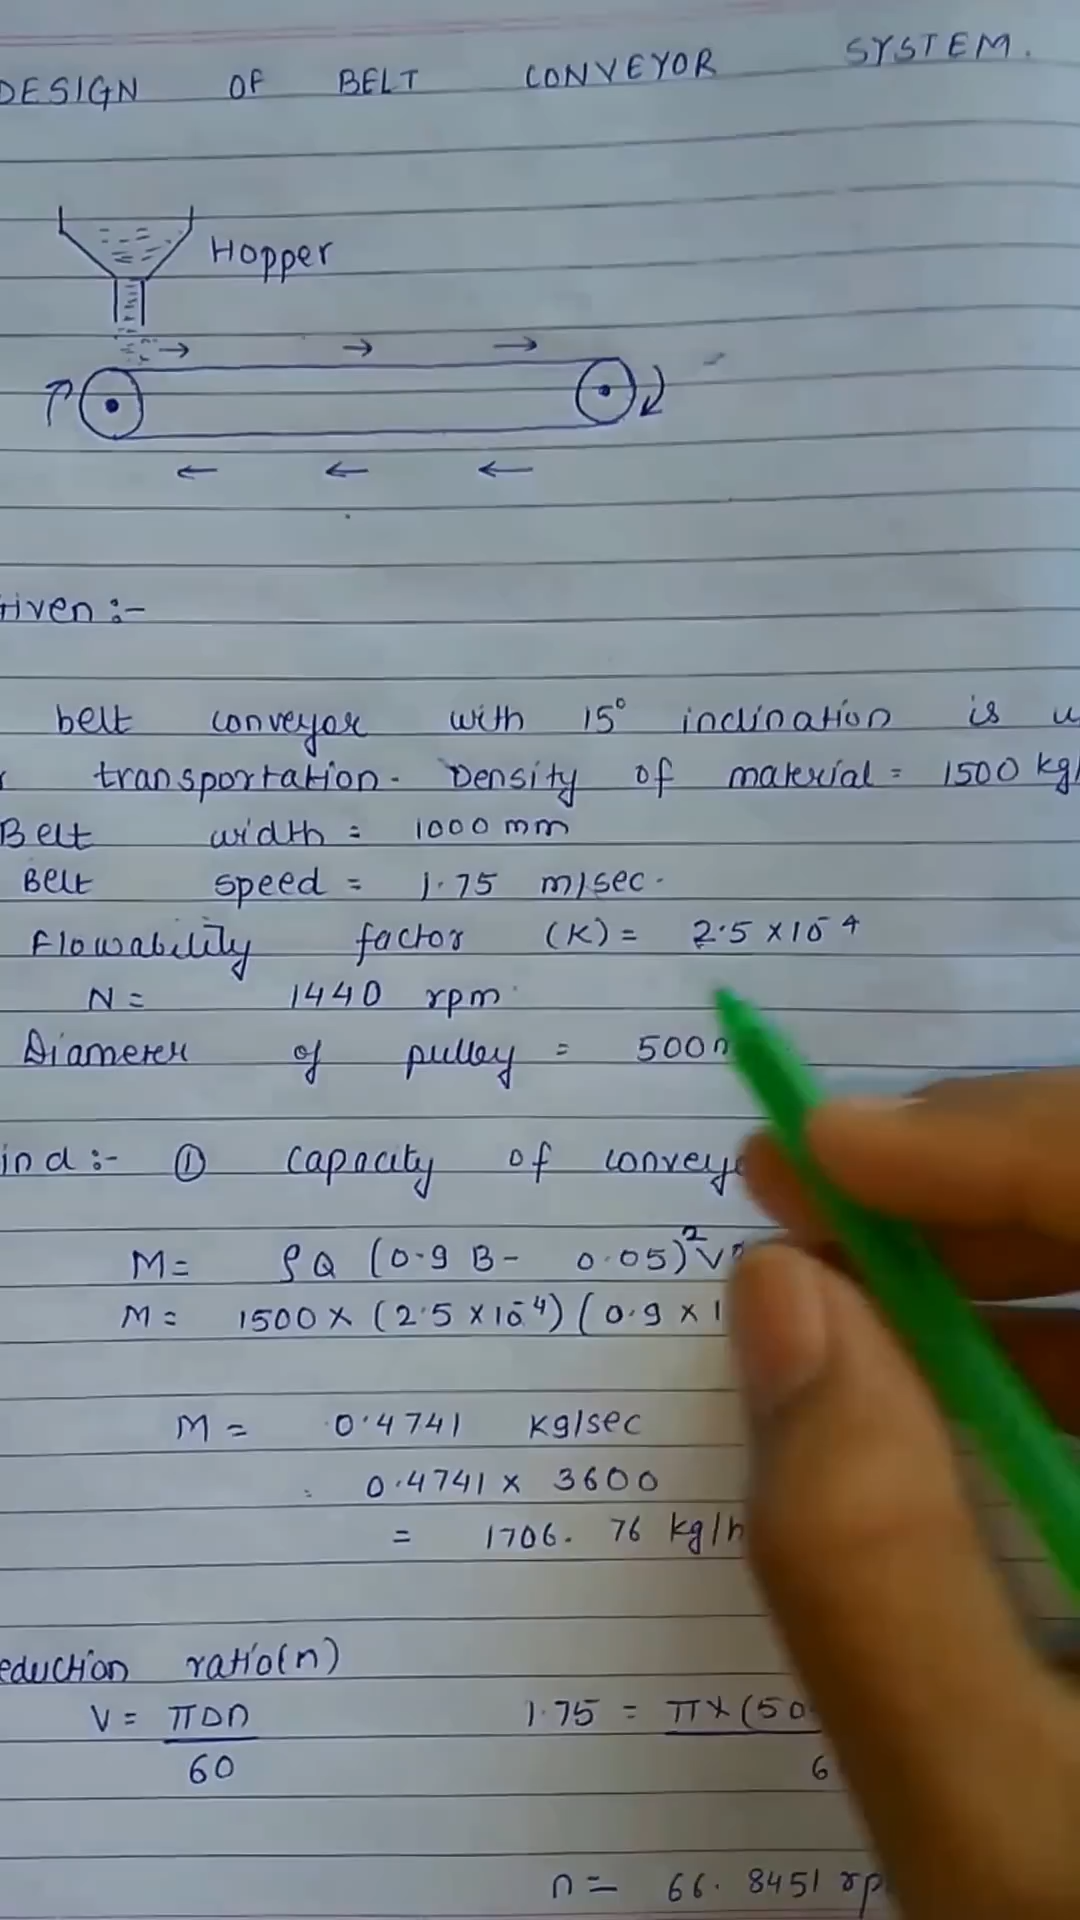 DESIGN OF BELT CONVEYOR SYSTEM.
Hopper
Given:-
belt conveyor with 15° inclination is
transportation. Density of material = 1500 kg/
Belt width = 1000 mm
Belt speed = 1.75 m/sec.
Flowability factor (K) = 2.5 × 10-4
N = 1440 rpm
Diameter of pulley = 500
Find:- ① Capacity of
M = ρQ (0.9 B - 0.05)² V
M = 1500 × (2.5 × 10-4) (0.9 × 1
M = 0.4741 kg/sec
0.4741 × 3600
= 1706.76 kg/h
Reduction ratio(n)
V = πDn / 60
1.75 = π × (50 / 6
n = 66.8451